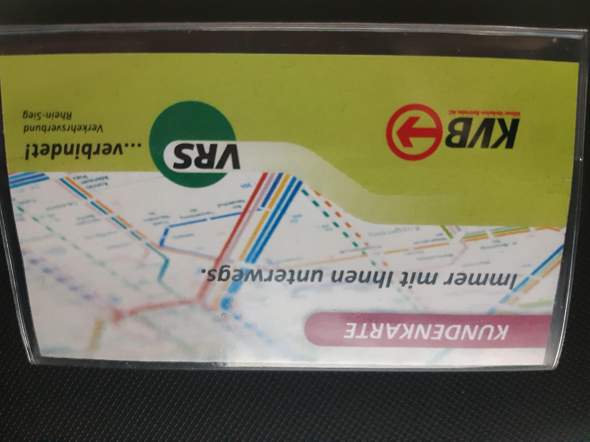 KUNDENKARTE
Immer mit Ihnen unterwegs.
KVB
Kölner Verkehrs-Betriebe AG
VRS
...verbindet!
Verkehrsverbund
Rhein-Sieg